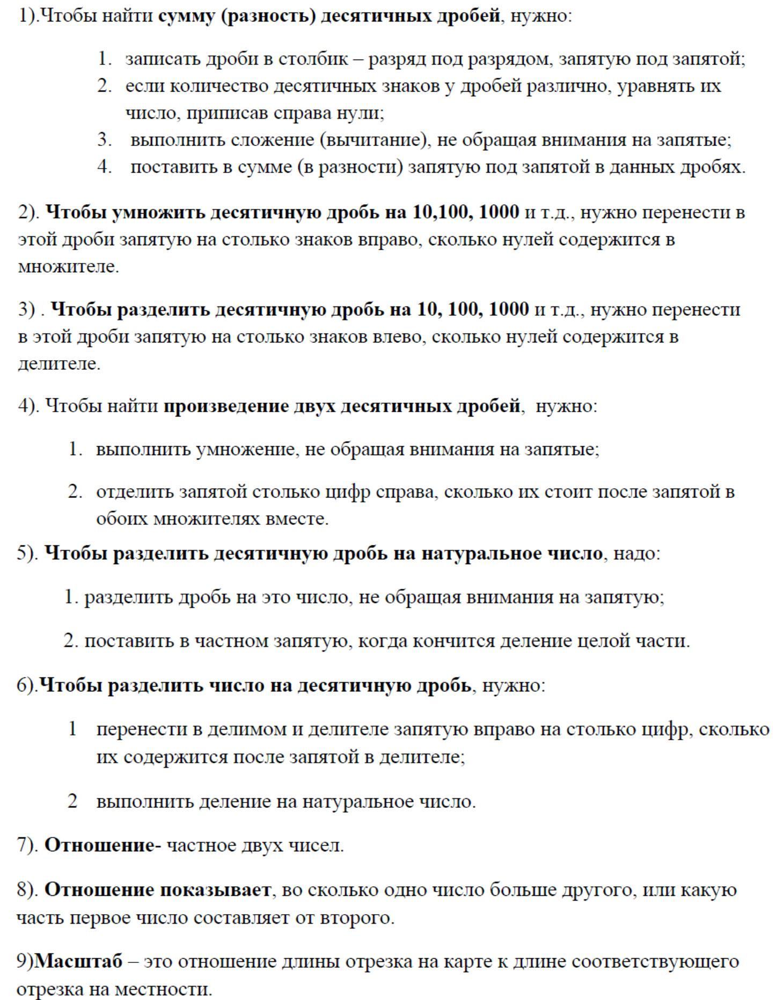 1).Чтобы найти сумму (разность) десятичных дробей, нужно:
1. записать дроби в столбик – разряд под разрядом, запятую под запятой;
2. если количество десятичных знаков у дробей различно, уравнять их
число, приписав справа нули;
3. выполнить сложение (вычитание), не обращая внимания на запятые;
4. поставить в сумме (в разности) запятую под запятой в данных дробях.
2). Чтобы умножить десятичную дробь на 10,100, 1000 и т.д., нужно перенести в
этой дроби запятую на столько знаков вправо, сколько нулей содержится в
множителе.
3) . Чтобы разделить десятичную дробь на 10, 100, 1000 и т.д., нужно перенести
в этой дроби запятую на столько знаков влево, сколько нулей содержится в
делителе.
4). Чтобы найти произведение двух десятичных дробей, нужно:
1. выполнить умножение, не обращая внимания на запятые;
2. отделить запятой столько цифр справа, сколько их стоит после запятой в
обоих множителях вместе.
5). Чтобы разделить десятичную дробь на натуральное число, надо:
1. разделить дробь на это число, не обращая внимания на запятую;
2. поставить в частном запятую, когда кончится деление целой части.
6).Чтобы разделить число на десятичную дробь, нужно:
1 перенести в делимом и делителе запятую вправо на столько цифр, сколько
их содержится после запятой в делителе;
2 выполнить деление на натуральное число.
7). Отношение- частное двух чисел.
8). Отношение показывает, во сколько одно число больше другого, или какую
часть первое число составляет от второго.
9)Масштаб – это отношение длины отрезка на карте к длине соответствующего
отрезка на местности.